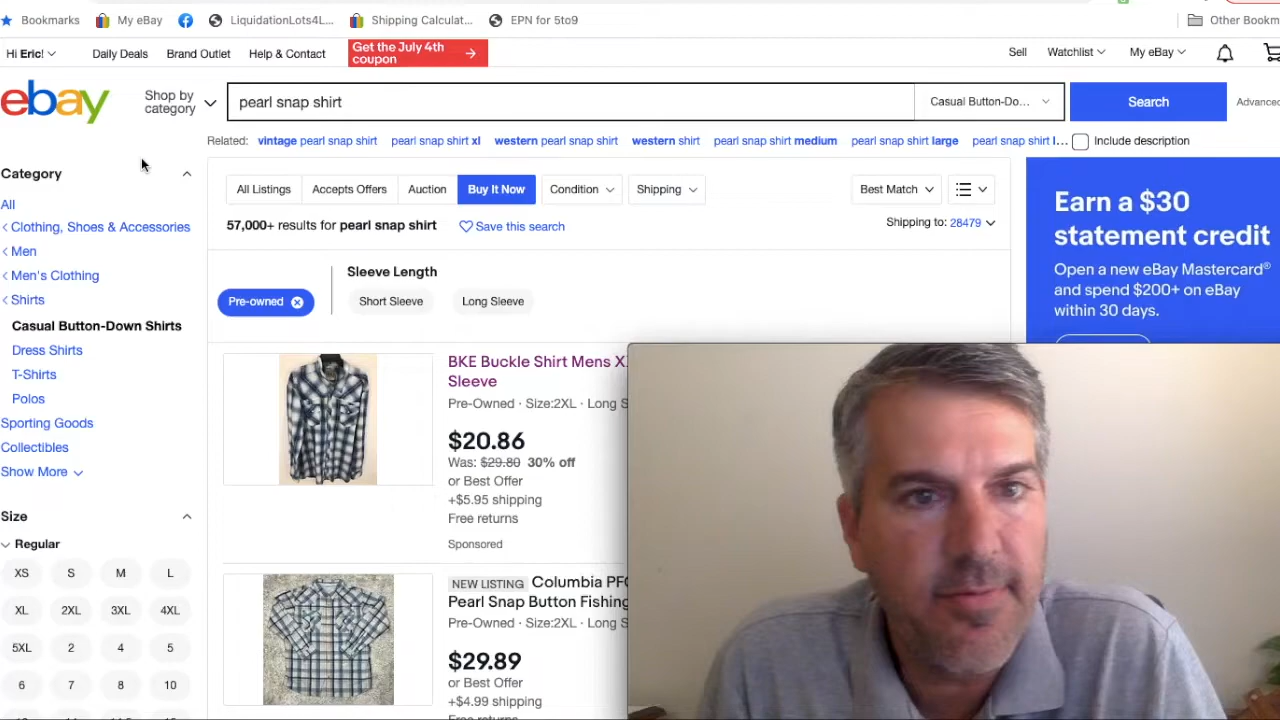 Bookmarks My eBay LiquidationLots4L... Shipping Calculat... EPN for 5to9 Other Bookm
Hi Eric! Daily Deals Brand Outlet Help & Contact Get the July 4th coupon Sell Watchlist My eBay
ebay Shop by category pearl snap shirt Casual Button-Do... Search Advanced
Related: vintage pearl snap shirt pearl snap shirt xl western pearl snap shirt western shirt pearl snap shirt medium pearl snap shirt large pearl snap shirt l... Include description
Category
All
Clothing, Shoes & Accessories
Men
Men's Clothing
Shirts
Casual Button-Down Shirts
Dress Shirts
T-Shirts
Polos
Sporting Goods
Collectibles
Show More
Size
Regular
XS S M L
XL 2XL 3XL 4XL
5XL 2 4 5
6 7 8 10
All Listings Accepts Offers Auction Buy It Now Condition Shipping Best Match
57,000+ results for pearl snap shirt Save this search Shipping to: 28479
Sleeve Length
Pre-owned Short Sleeve Long Sleeve
BKE Buckle Shirt Mens X
Sleeve
Pre-Owned · Size:2XL · Long S
$20.86
Was: $29.80 30% off
or Best Offer
+$5.95 shipping
Free returns
Sponsored
NEW LISTING Columbia PF
Pearl Snap Button Fishing
Pre-Owned · Size:2XL · Long S
$29.89
or Best Offer
+$4.99 shipping
Free returns
Earn a $30
statement credit
Open a new eBay Mastercard®
and spend $200+ on eBay
within 30 days.